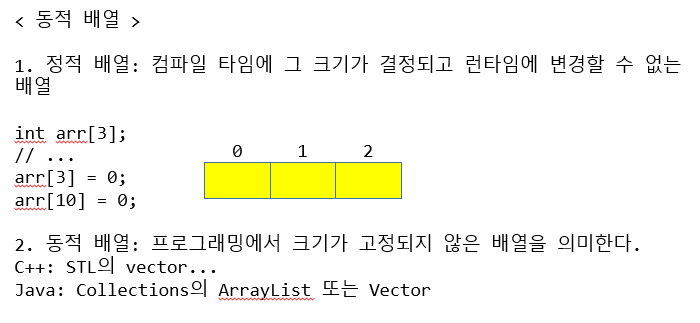 < 동적 배열 >
1. 정적 배열: 컴파일 타임에 그 크기가 결정되고 런타임에 변경할 수 없는
배열
int arr[3];
// ...
arr[3] = 0;
arr[10] = 0;
0 1 2
2. 동적 배열: 프로그래밍에서 크기가 고정되지 않은 배열을 의미한다.
C++: STL의 vector...
Java: Collections의 ArrayList 또는 Vector